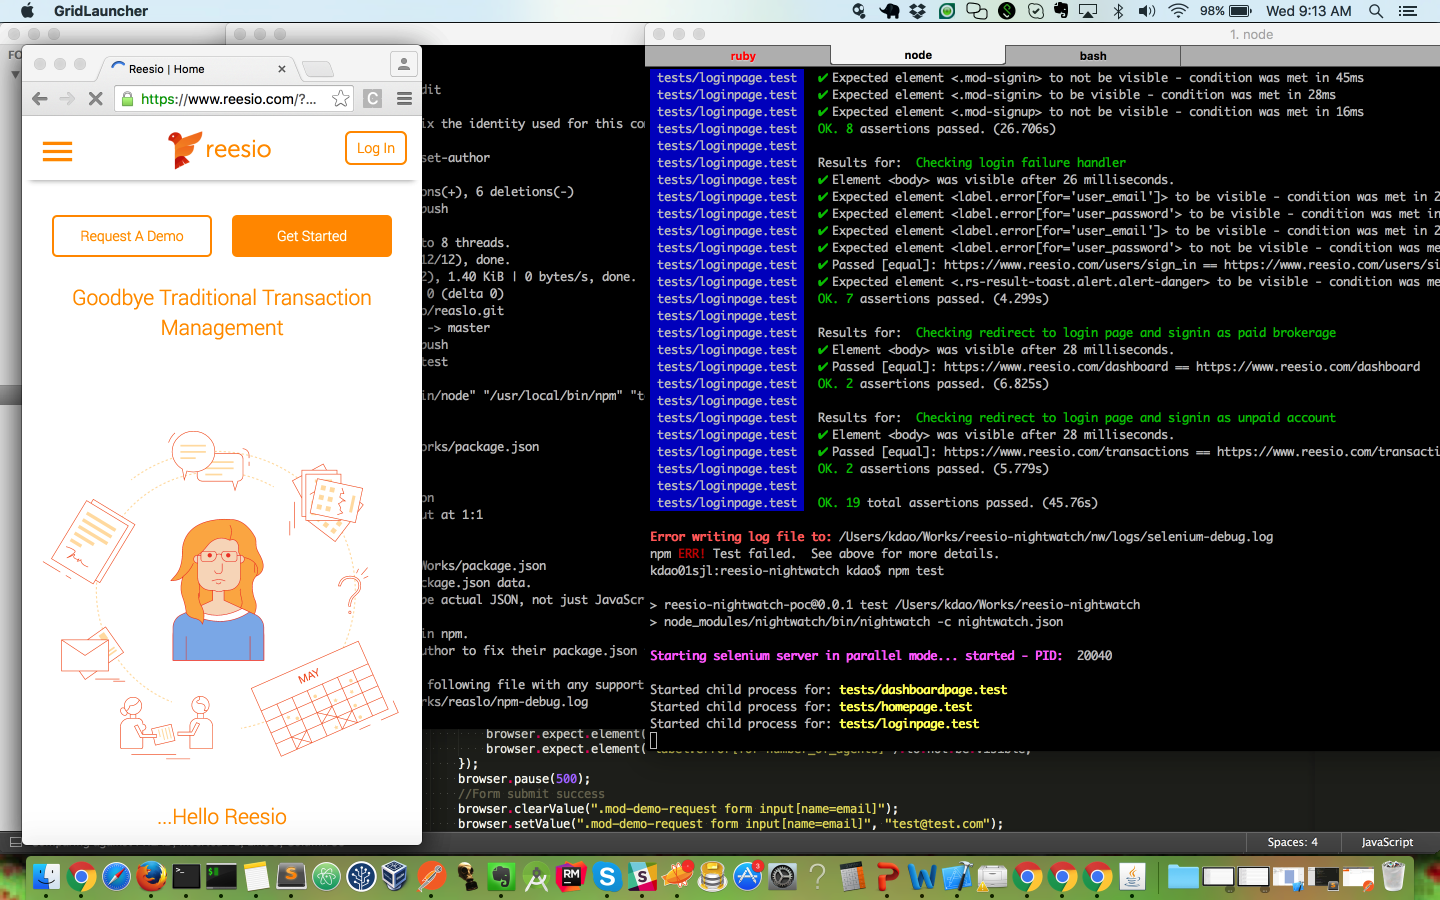 GridLauncher
98%
Wed 9:13 AM
FO
Reesio | Home
https://www.reesio.com/?...
C
reesio
Log In
Request A Demo
Get Started
Goodbye Traditional Transaction
Management
MAY
...Hello Reesio
dit
ix the identity used for this co
set-author
ons(+), 6 deletions(-)
push
to 8 threads.
12/12), done.
2), 1.40 KiB | 0 bytes/s, done.
0 (delta 0)
o/reaslo.git
-> master
push
test
in/node" "/usr/local/bin/npm" "t
orks/package.json
on
ut at 1:1
Works/package.json
ckage.json data.
be actual JSON, not just JavaScr
in npm.
uthor to fix their package.json
following file with any support
rks/reaslo/npm-debug.log
1. node
ruby
node
bash
tests/loginpage.test ✔ Expected element <.mod-signin> to not be visible - condition was met in 45ms
tests/loginpage.test ✔ Expected element <.mod-signin> to be visible - condition was met in 28ms
tests/loginpage.test ✔ Expected element <.mod-signup> to not be visible - condition was met in 16ms
tests/loginpage.test OK. 8 assertions passed. (26.706s)
tests/loginpage.test
tests/loginpage.test Results for: Checking login failure handler
tests/loginpage.test ✔ Element <body> was visible after 26 milliseconds.
tests/loginpage.test ✔ Expected element <label.error[for='user_email']> to be visible - condition was met in 2
tests/loginpage.test ✔ Expected element <label.error[for='user_password'> to be visible - condition was met in
tests/loginpage.test ✔ Expected element <label.error[for='user_email']> to be visible - condition was met in 2
tests/loginpage.test ✔ Expected element <label.error[for='user_password'> to not be visible - condition was me
tests/loginpage.test ✔ Passed [equal]: https://www.reesio.com/users/sign_in == https://www.reesio.com/users/si
tests/loginpage.test ✔ Expected element <.rs-result-toast.alert.alert-danger> to be visible - condition was me
tests/loginpage.test OK. 7 assertions passed. (4.299s)
tests/loginpage.test
tests/loginpage.test Results for: Checking redirect to login page and signin as paid brokerage
tests/loginpage.test ✔ Element <body> was visible after 28 milliseconds.
tests/loginpage.test ✔ Passed [equal]: https://www.reesio.com/dashboard == https://www.reesio.com/dashboard
tests/loginpage.test OK. 2 assertions passed. (6.825s)
tests/loginpage.test
tests/loginpage.test Results for: Checking redirect to login page and signin as unpaid account
tests/loginpage.test ✔ Element <body> was visible after 28 milliseconds.
tests/loginpage.test ✔ Passed [equal]: https://www.reesio.com/transactions == https://www.reesio.com/transacti
tests/loginpage.test OK. 2 assertions passed. (5.779s)
tests/loginpage.test
tests/loginpage.test OK. 19 total assertions passed. (45.76s)
Error writing log file to: /Users/kdao/Works/reesio-nightwatch/nw/logs/selenium-debug.log
npm ERR! Test failed. See above for more details.
kdao01sjl:reesio-nightwatch kdao$ npm test
> reesio-nightwatch-poc@0.0.1 test /Users/kdao/Works/reesio-nightwatch
> node_modules/nightwatch/bin/nightwatch -c nightwatch.json
Starting selenium server in parallel mode... started - PID: 20040
Started child process for: tests/dashboardpage.test
Started child process for: tests/homepage.test
Started child process for: tests/loginpage.test
browser.expect.element(
browser.expect.element(
});
browser.pause(500);
//Form submit success
browser.clearValue(".mod-demo-request form input[name=email]");
browser.setValue(".mod-demo-request form input[name=email]", "test@test.com");
Spaces: 4
JavaScript
RM
3